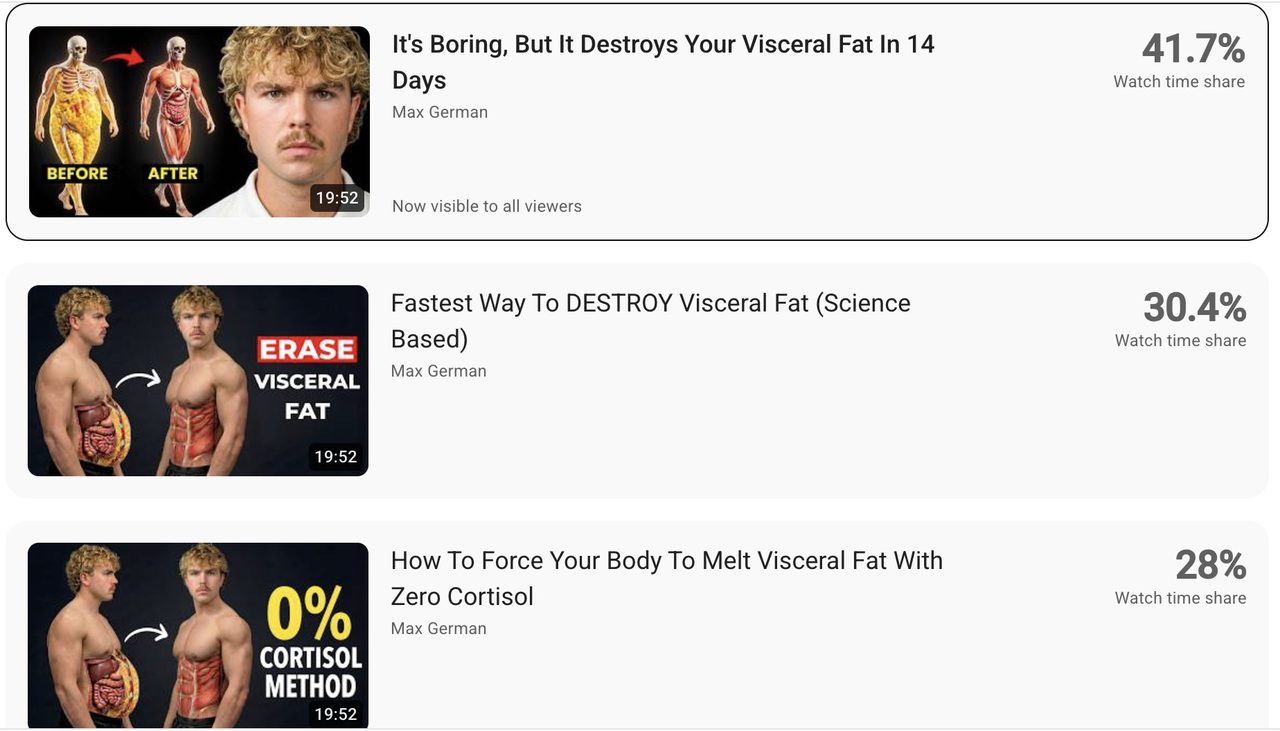 BEFORE
AFTER
19:52
It's Boring, But It Destroys Your Visceral Fat In 14
Days
Max German
Now visible to all viewers
41.7%
Watch time share
ERASE
VISCERAL
FAT
19:52
Fastest Way To DESTROY Visceral Fat (Science
Based)
Max German
30.4%
Watch time share
0%
CORTISOL
METHOD
19:52
How To Force Your Body To Melt Visceral Fat With
Zero Cortisol
Max German
28%
Watch time share